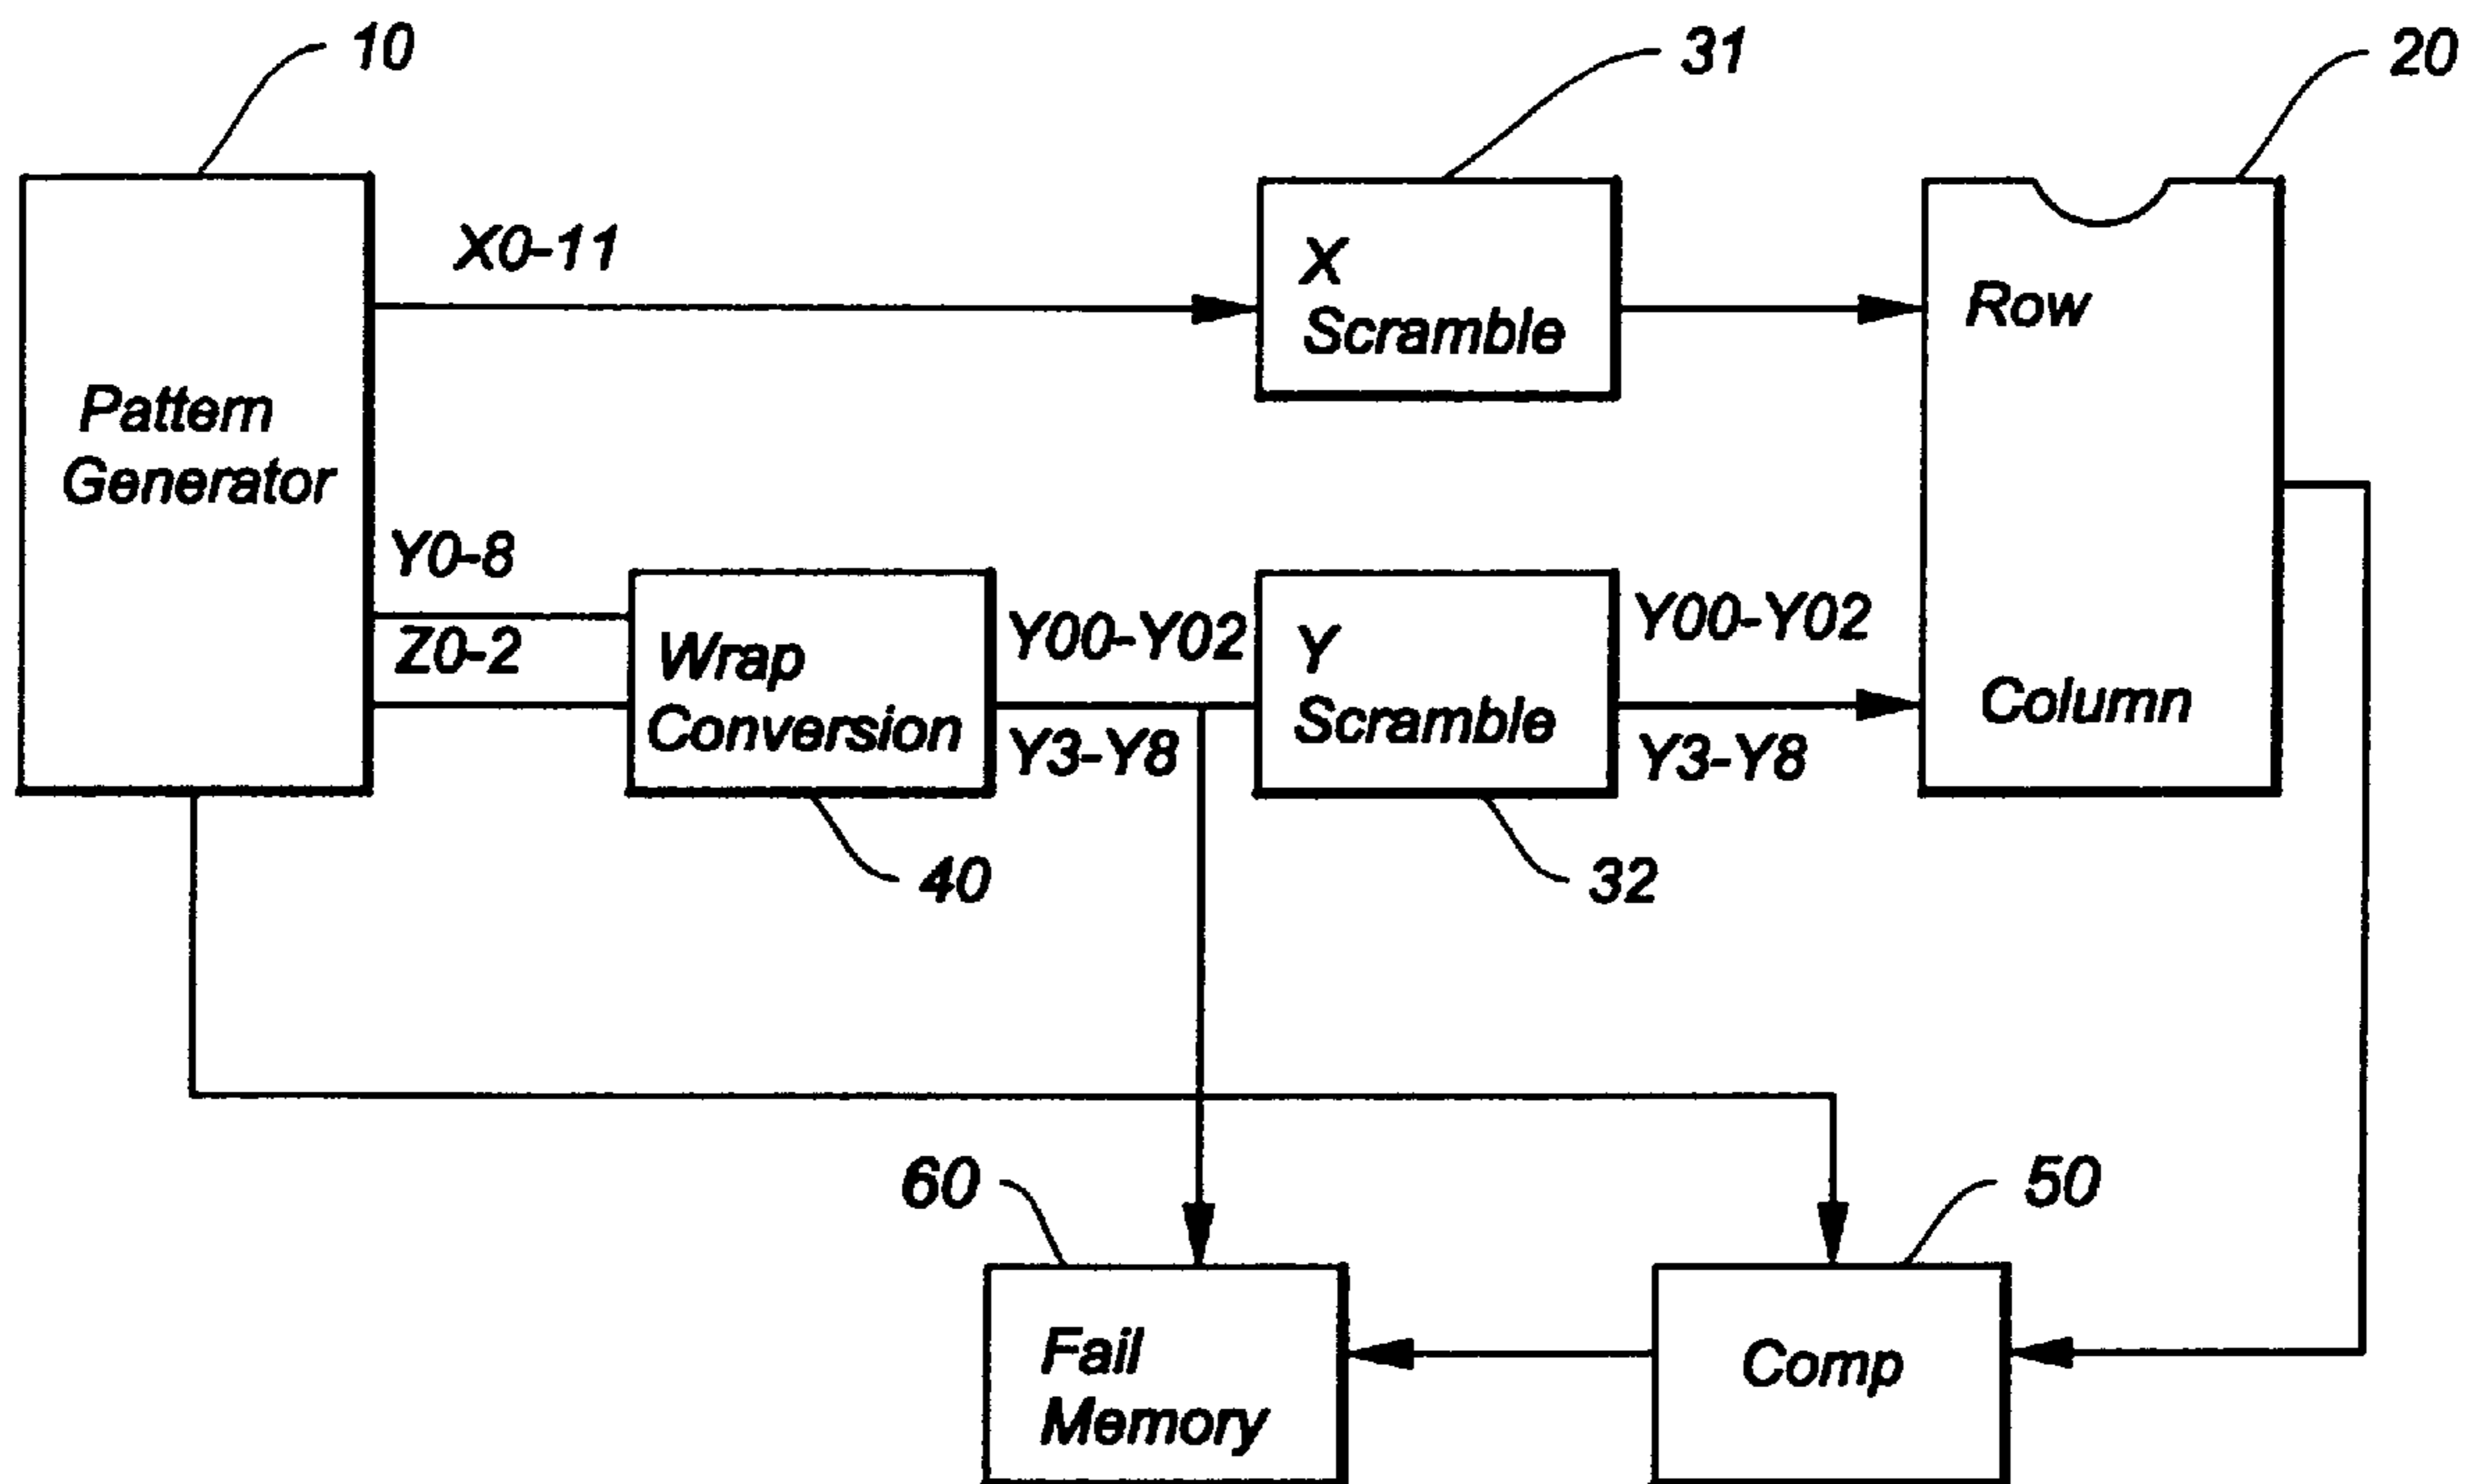 10
31
20
X0-11
X
Scramble
Row
Pattern
Generator
Y0-8
Z0-2
Wrap
Conversion
Y00-Y02
Y3-Y8
Y
Scramble
Y00-Y02
Y3-Y8
Column
40
32
60
50
Fail
Memory
Comp